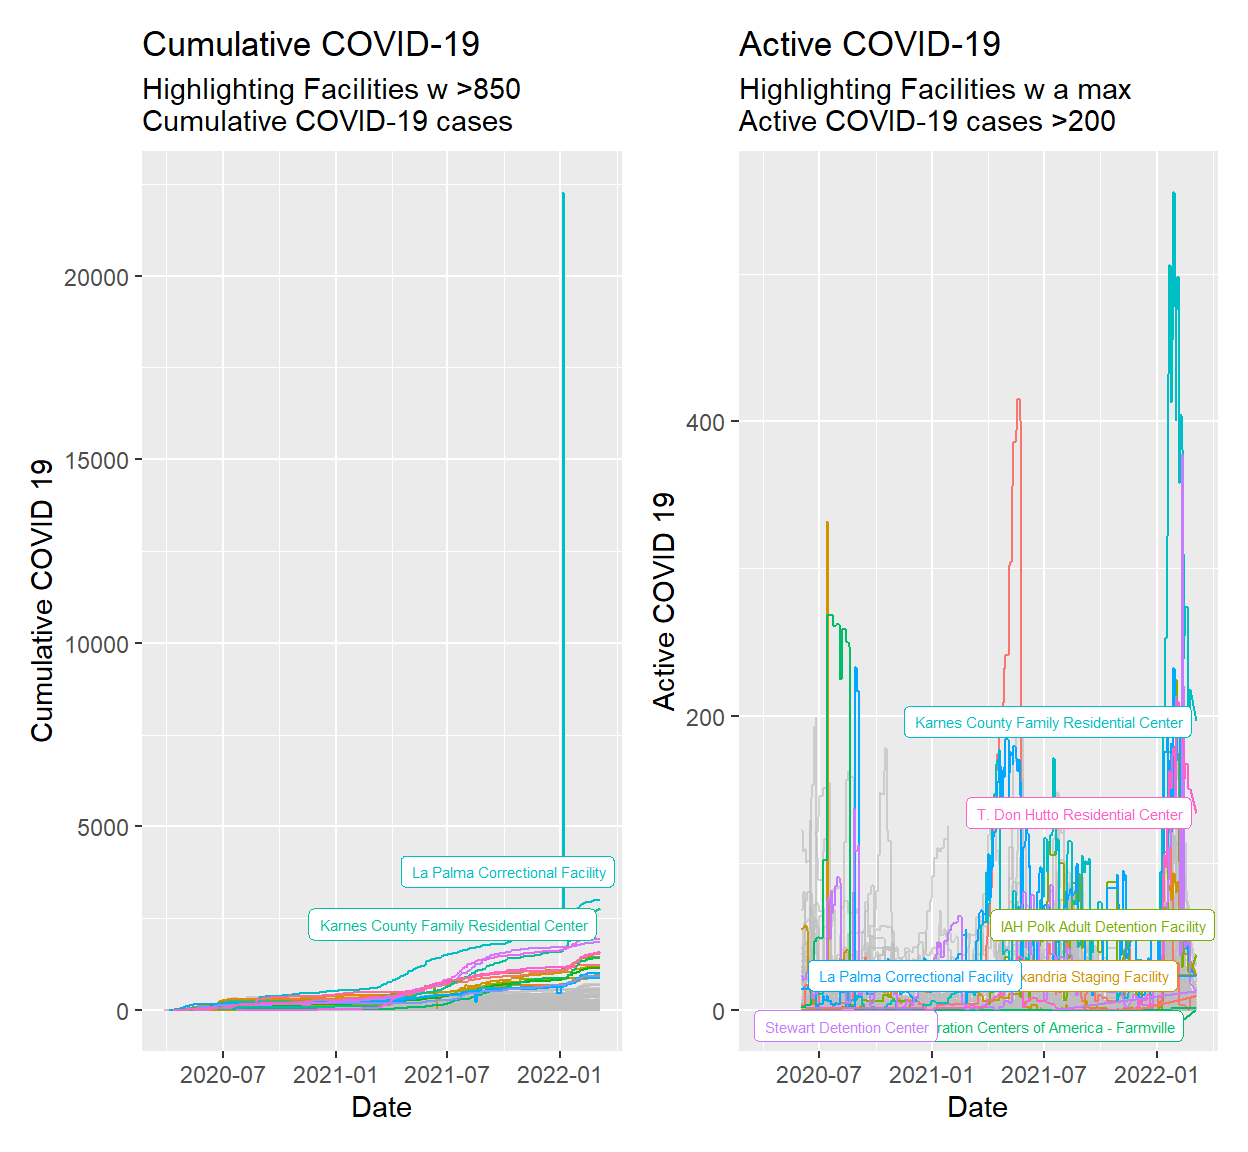 Cumulative COVID-19
Highlighting Facilities w >850
Cumulative COVID-19 cases
Cumulative COVID 19
20000
15000
10000
5000
0
La Palma Correctional Facility
Karnes County Family Residential Center
2020-07
2021-01
2021-07
2022-01
Date
Active COVID-19
Highlighting Facilities w a max
Active COVID-19 cases >200
Active COVID 19
400
200
0
Karnes County Family Residential Center
T. Don Hutto Residential Center
IAH Polk Adult Detention Facility
La Palma Correctional Facility
Staging Facility
Stewart Detention Center
Centers of America - Farmville
2020-07
2021-01
2021-07
2022-01
Date